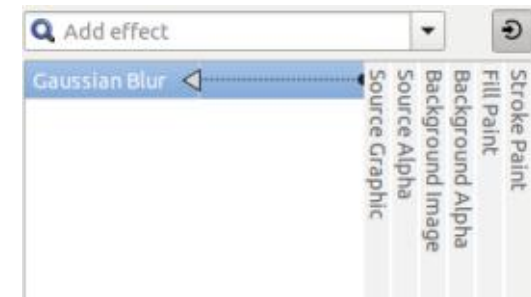 Add effect
Gaussian Blur
Source Graphic
Source Alpha
Background Image
Background Alpha
Fill Paint
Stroke Paint